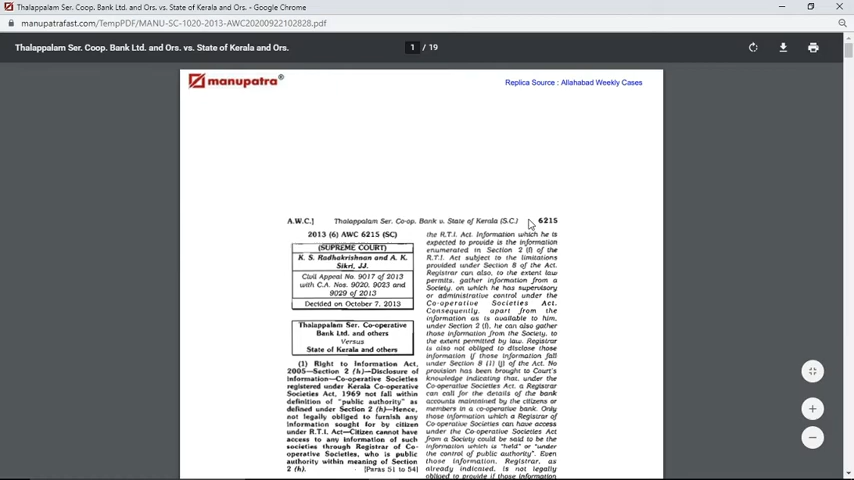 Thalappalam Ser. Coop. Bank Ltd. and Ors. vs. State of Kerala and Ors. - Google Chrome
manupatrafast.com/TempPDF/MANU-SC-1020-2013-AWC20200922102828.pdf
Thalappalam Ser. Coop. Bank Ltd. and Ors. vs. State of Kerala and Ors.
1 / 19
manupatra®
Replica Source : Allahabad Weekly Cases
A.W.C.] Thalappalam Ser. Co-op. Bank v. State of Kerala (S.C.) 6215
2013 (6) AWC 6215 (SC)
(SUPREME COURT)
K. S. Radhakrishnan and A. K.
Sikri, JJ.
Civil Appeal No. 9017 of 2013
with C.A. Nos. 9020, 9023 and
9029 of 2013
Decided on October 7, 2013
Thalappalam Ser. Co-operative
Bank Ltd. and others
Versus
State of Kerala and others
(1) Right to Information Act,
2005—Section 2 (h)—Disclosure of
Information—Co-operative Societies
registered under Kerala Co-operative
Societies Act, 1969 not fall within
definition of "public authority" as
defined under Section 2 (h)—Hence,
not legally obliged to furnish any
information sought for by citizen
under R.T.I. Act—Citizen cannot have
access to any information of such
societies through Registrar of Co-
operative Societies, who is public
authority within meaning of Section
2 (h). [Paras 51 to 54]
the R.T.I. Act. Information which he is
expected to provide is the information
enumerated in Section 2 (f) of the
R.T.I. Act subject to the limitations
provided under Section 8 of the Act.
Registrar can also, to the extent law
permits, gather information from a
Society, on which he has supervisory
or administrative control under the
Co-operative Societies Act.
Consequently, apart from the
information as is available to him,
under Section 2 (f), he can also gather
those information from the Society, to
the extent permitted by law. Registrar
is also not obliged to disclose those
information if those information fall
under Section 8 (1) (j) of the Act. No
provision has been brought to Court's
knowledge indicating that, under the
Co-operative Societies Act, a Registrar
can call for the details of the bank
accounts maintained by the citizens or
members in a co-operative bank. Only
those information which a Registrar of
Co-operative Societies can have access
under the Co-operative Societies Act
from a Society could be said to be the
information which is "held" or "under
the control of public authority". Even
those information, Registrar, as
already indicated, is not legally
obliged to provide if those information